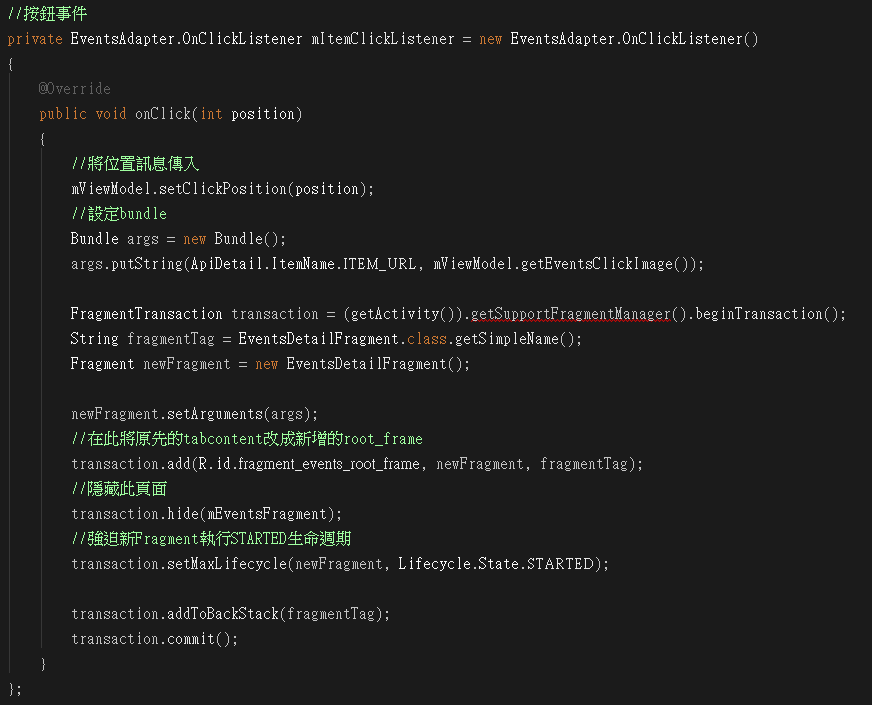 //按鈕事件
private EventsAdapter.OnClickListener mItemClickListener = new EventsAdapter.OnClickListener()
{
@Override
public void onClick(int position)
{
//將位置訊息傳入
mViewModel.setClickPosition(position);
//設定bundle
Bundle args = new Bundle();
args.putString(ApiDetail.ItemName.ITEM_URL, mViewModel.getEventsClickImage());
FragmentTransaction transaction = (getActivity()).getSupportFragmentManager().beginTransaction();
String fragmentTag = EventsDetailFragment.class.getSimpleName();
Fragment newFragment = new EventsDetailFragment();
newFragment.setArguments(args);
//在此將原先的tabcontent改成新增的root_frame
transaction.add(R.id.fragment_events_root_frame, newFragment, fragmentTag);
//隱藏此頁面
transaction.hide(mEventsFragment);
//強迫新Fragment執行STARTED生命週期
transaction.setMaxLifecycle(newFragment, Lifecycle.State.STARTED);
transaction.addToBackStack(fragmentTag);
transaction.commit();
}
};